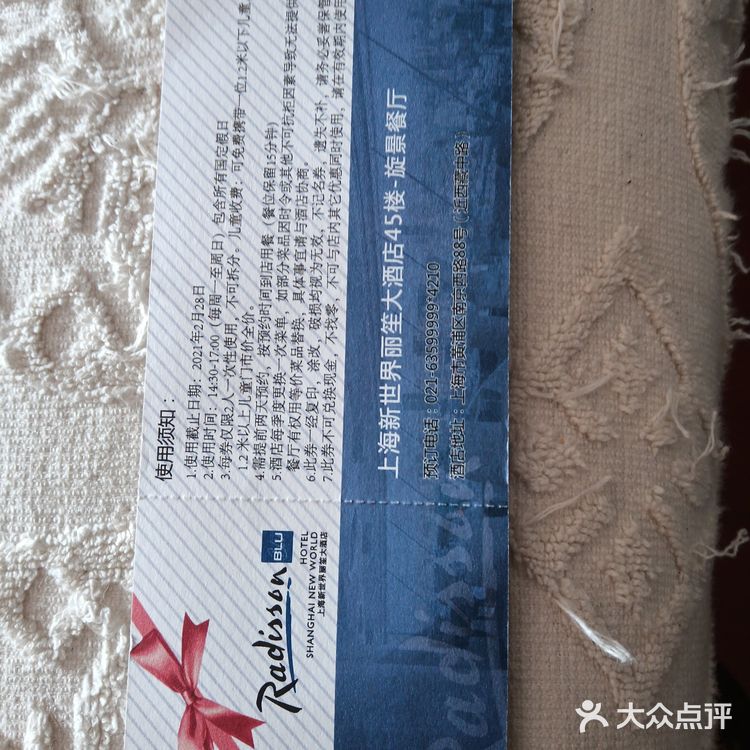 使用须知：
1.使用截止日期：2021年2月28日
2.使用时间：14:30-17:00（每周一至周日）包含所有国定假日
3.每券仅限2人一次性使用，不可拆分。儿童收费：可免费携带一位1.2米以下儿童
1.2米以上儿童门市价全价。
4.需提前两天预约，按预约时间到店用餐（餐位保留15分钟）
5.酒店每季度更换一次菜单，如部分菜品因时令或其他不可抗拒因素导致无法提供
餐厅有权用等价菜品替换，具体事宜请与酒店协商。
6.此券一经复印，涂改，破损均视为无效，不记名券，遗失不补，请务必妥善保管
7.此券不可兑换现金，不找零，不可与店内其它优惠同时使用，请在有效期内使用
上海新世界丽笙大酒店45楼-旋景餐厅
预订电话：021-63599999*4210
酒店地址：上海市黄浦区南京西路88号（近西藏中路）
Radisson
BLU
HOTEL
SHANGHAI NEW WORLD
上海新世界丽笙大酒店
Radisson
大众点评